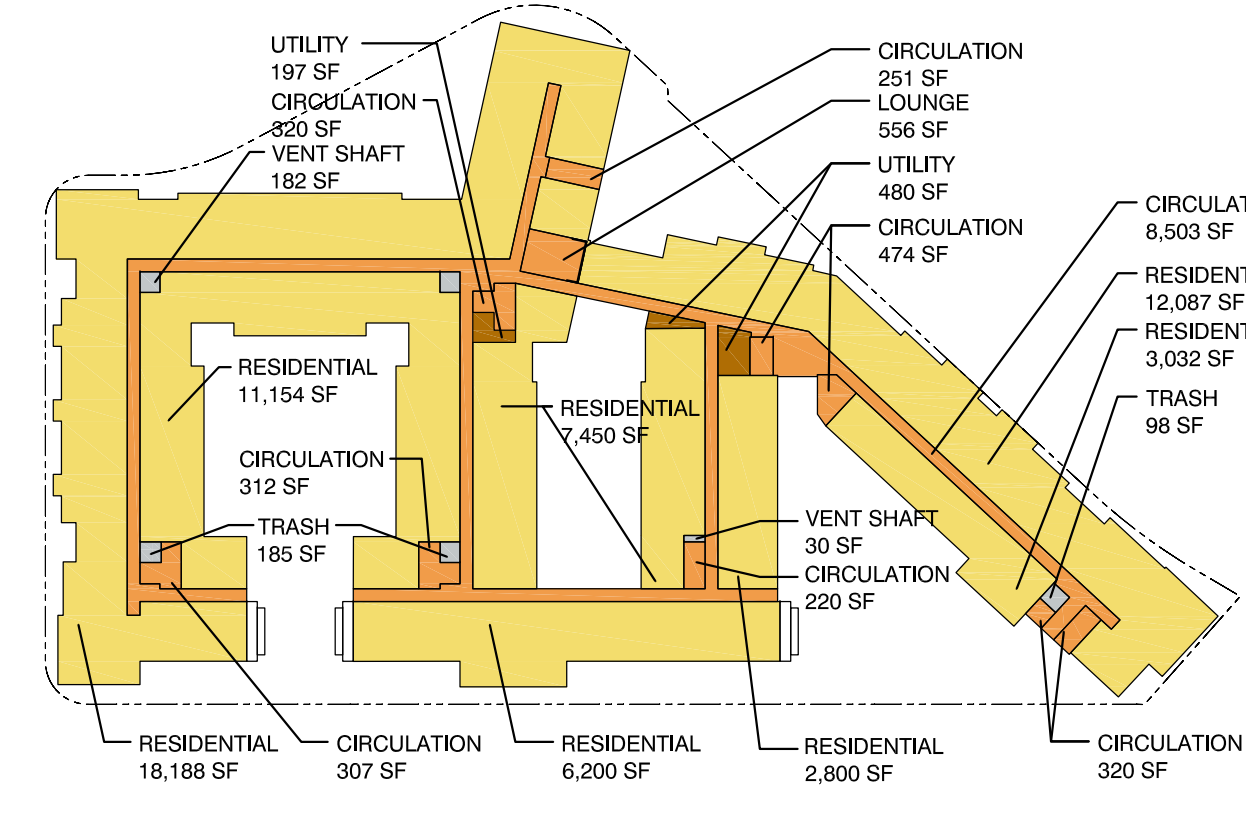 UTILITY
197 SF
CIRCULATION
320 SF
VENT SHAFT
182 SF
CIRCULATION
251 SF
LOUNGE
556 SF
UTILITY
480 SF
CIRCULATION
474 SF
CIRCULAT
8,503 SF
RESIDENT
12,087 SF
RESIDENT
3,032 SF
TRASH
98 SF
RESIDENTIAL
11,154 SF
RESIDENTIAL
7,450 SF
CIRCULATION
312 SF
TRASH
185 SF
VENT SHAFT
30 SF
CIRCULATION
220 SF
RESIDENTIAL
18,188 SF
CIRCULATION
307 SF
RESIDENTIAL
6,200 SF
RESIDENTIAL
2,800 SF
CIRCULATION
320 SF